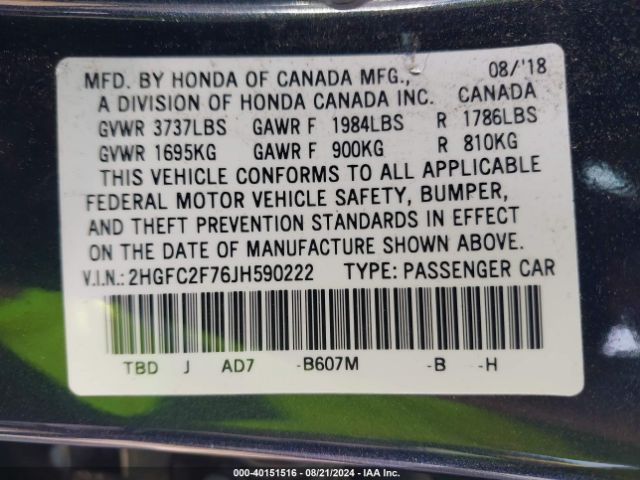 MFD. BY HONDA OF CANADA MFG., 08/'18
A DIVISION OF HONDA CANADA INC. CANADA
GVWR 3737LBS GAWR F 1984LBS R 1786LBS
GVWR 1695KG GAWR F 900KG R 810KG
THIS VEHICLE CONFORMS TO ALL APPLICABLE
FEDERAL MOTOR VEHICLE SAFETY, BUMPER,
AND THEFT PREVENTION STANDARDS IN EFFECT
ON THE DATE OF MANUFACTURE SHOWN ABOVE.
V.I.N.: 2HGFC2F76JH590222 TYPE: PASSENGER CAR
TBD J AD7 -B607M -B -H
000-40151516 - 08/21/2024 - IAA Inc.